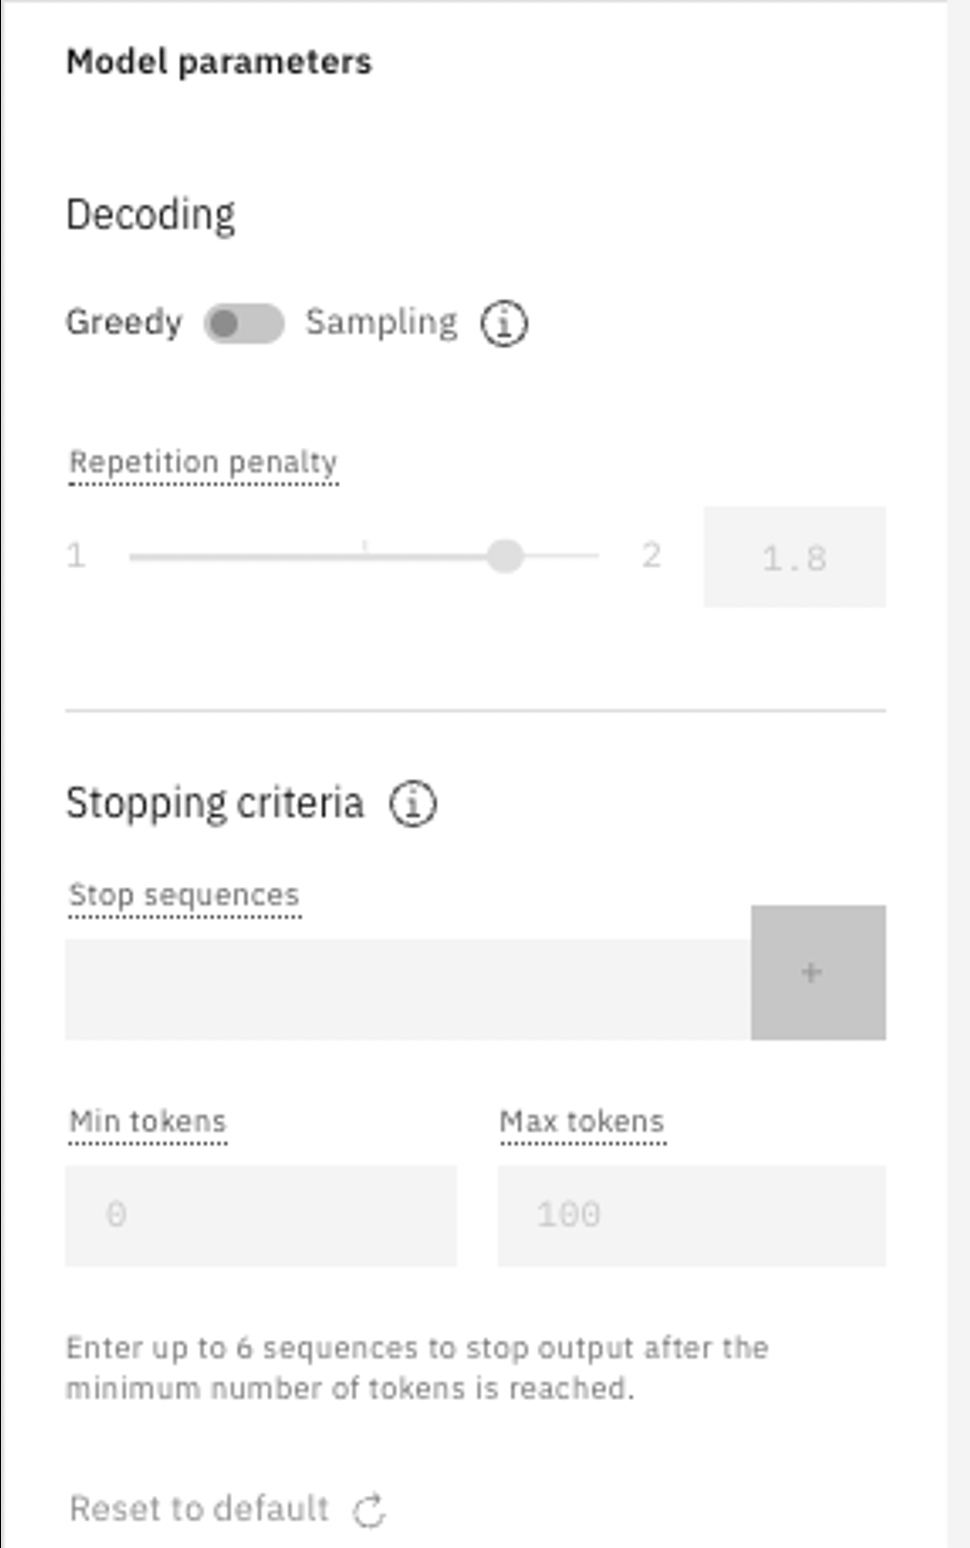 Model parameters
Decoding
Greedy Sampling
Repetition penalty
1 2 1.8
Stopping criteria
Stop sequences
+
Min tokens Max tokens
0 100
Enter up to 6 sequences to stop output after the
minimum number of tokens is reached.
Reset to default